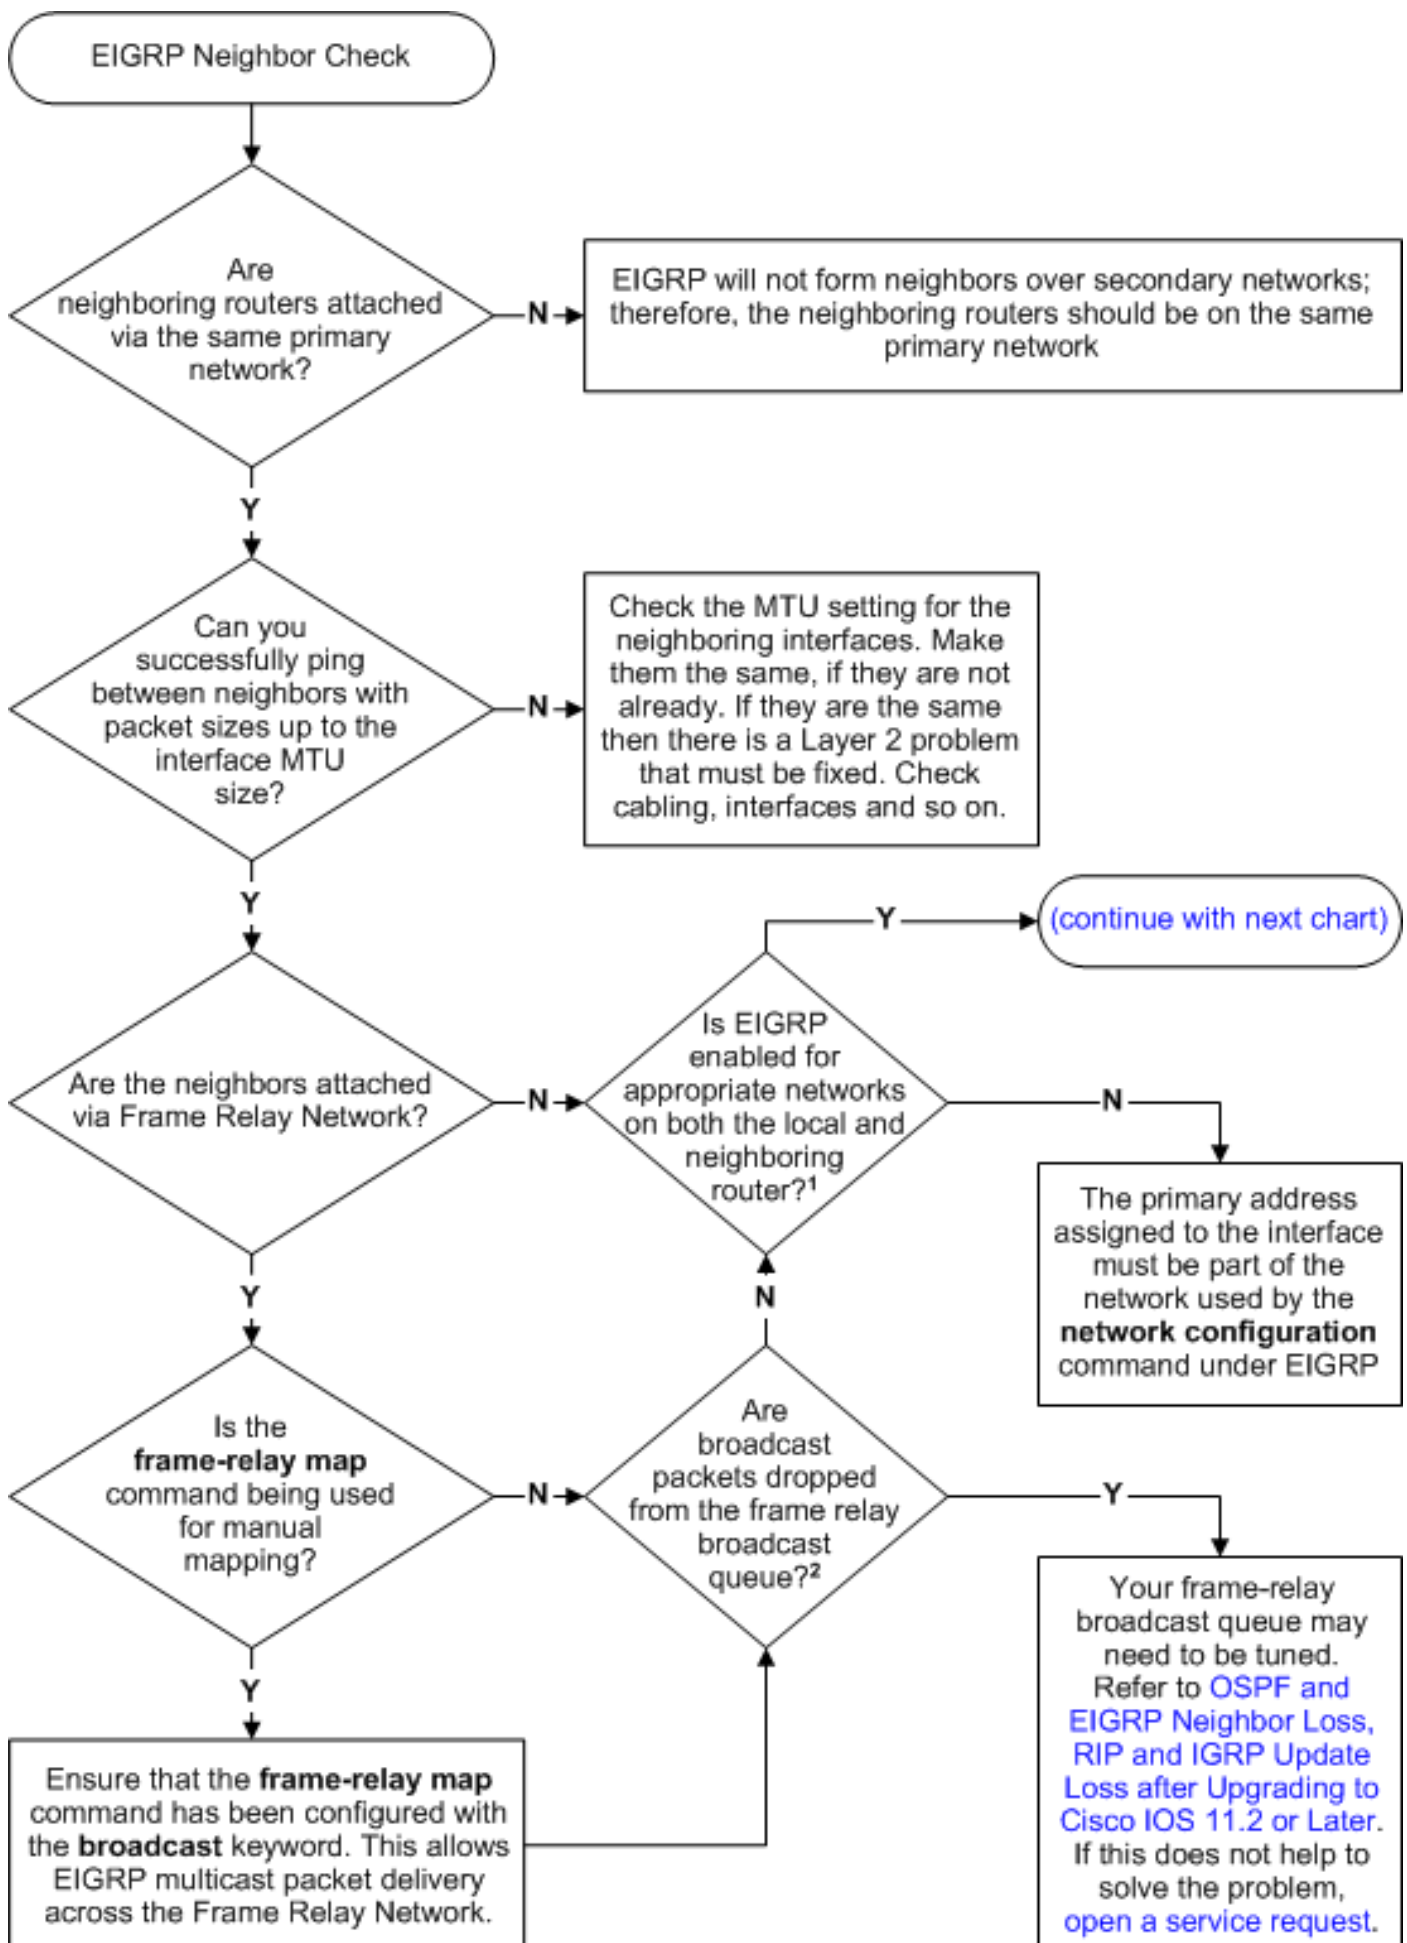 EIGRP Neighbor Check
Are
neighboring routers attached
via the same primary
network?
N
EIGRP will not form neighbors over secondary networks;
therefore, the neighboring routers should be on the same
primary network
Y
Can you
successfully ping
between neighbors with
packet sizes up to the
interface MTU
size?
N
Check the MTU setting for the
neighboring interfaces. Make
them the same, if they are not
already. If they are the same
then there is a Layer 2 problem
that must be fixed. Check
cabling, interfaces and so on.
Y
Are the neighbors attached
via Frame Relay Network?
N
Is EIGRP
enabled for
appropriate networks
on both the local and
neighboring
router?¹
Y
(continue with next chart)
N
The primary address
assigned to the interface
must be part of the
network used by the
network configuration
command under EIGRP
Y
Is the
frame-relay map
command being used
for manual
mapping?
N
Are
broadcast
packets dropped
from the frame relay
broadcast
queue?²
N
Y
Your frame-relay
broadcast queue may
need to be tuned.
Refer to OSPF and
EIGRP Neighbor Loss,
RIP and IGRP Update
Loss after Upgrading to
Cisco IOS 11.2 or Later.
If this does not help to
solve the problem,
open a service request.
Y
Ensure that the frame-relay map
command has been configured with
the broadcast keyword. This allows
EIGRP multicast packet delivery
across the Frame Relay Network.